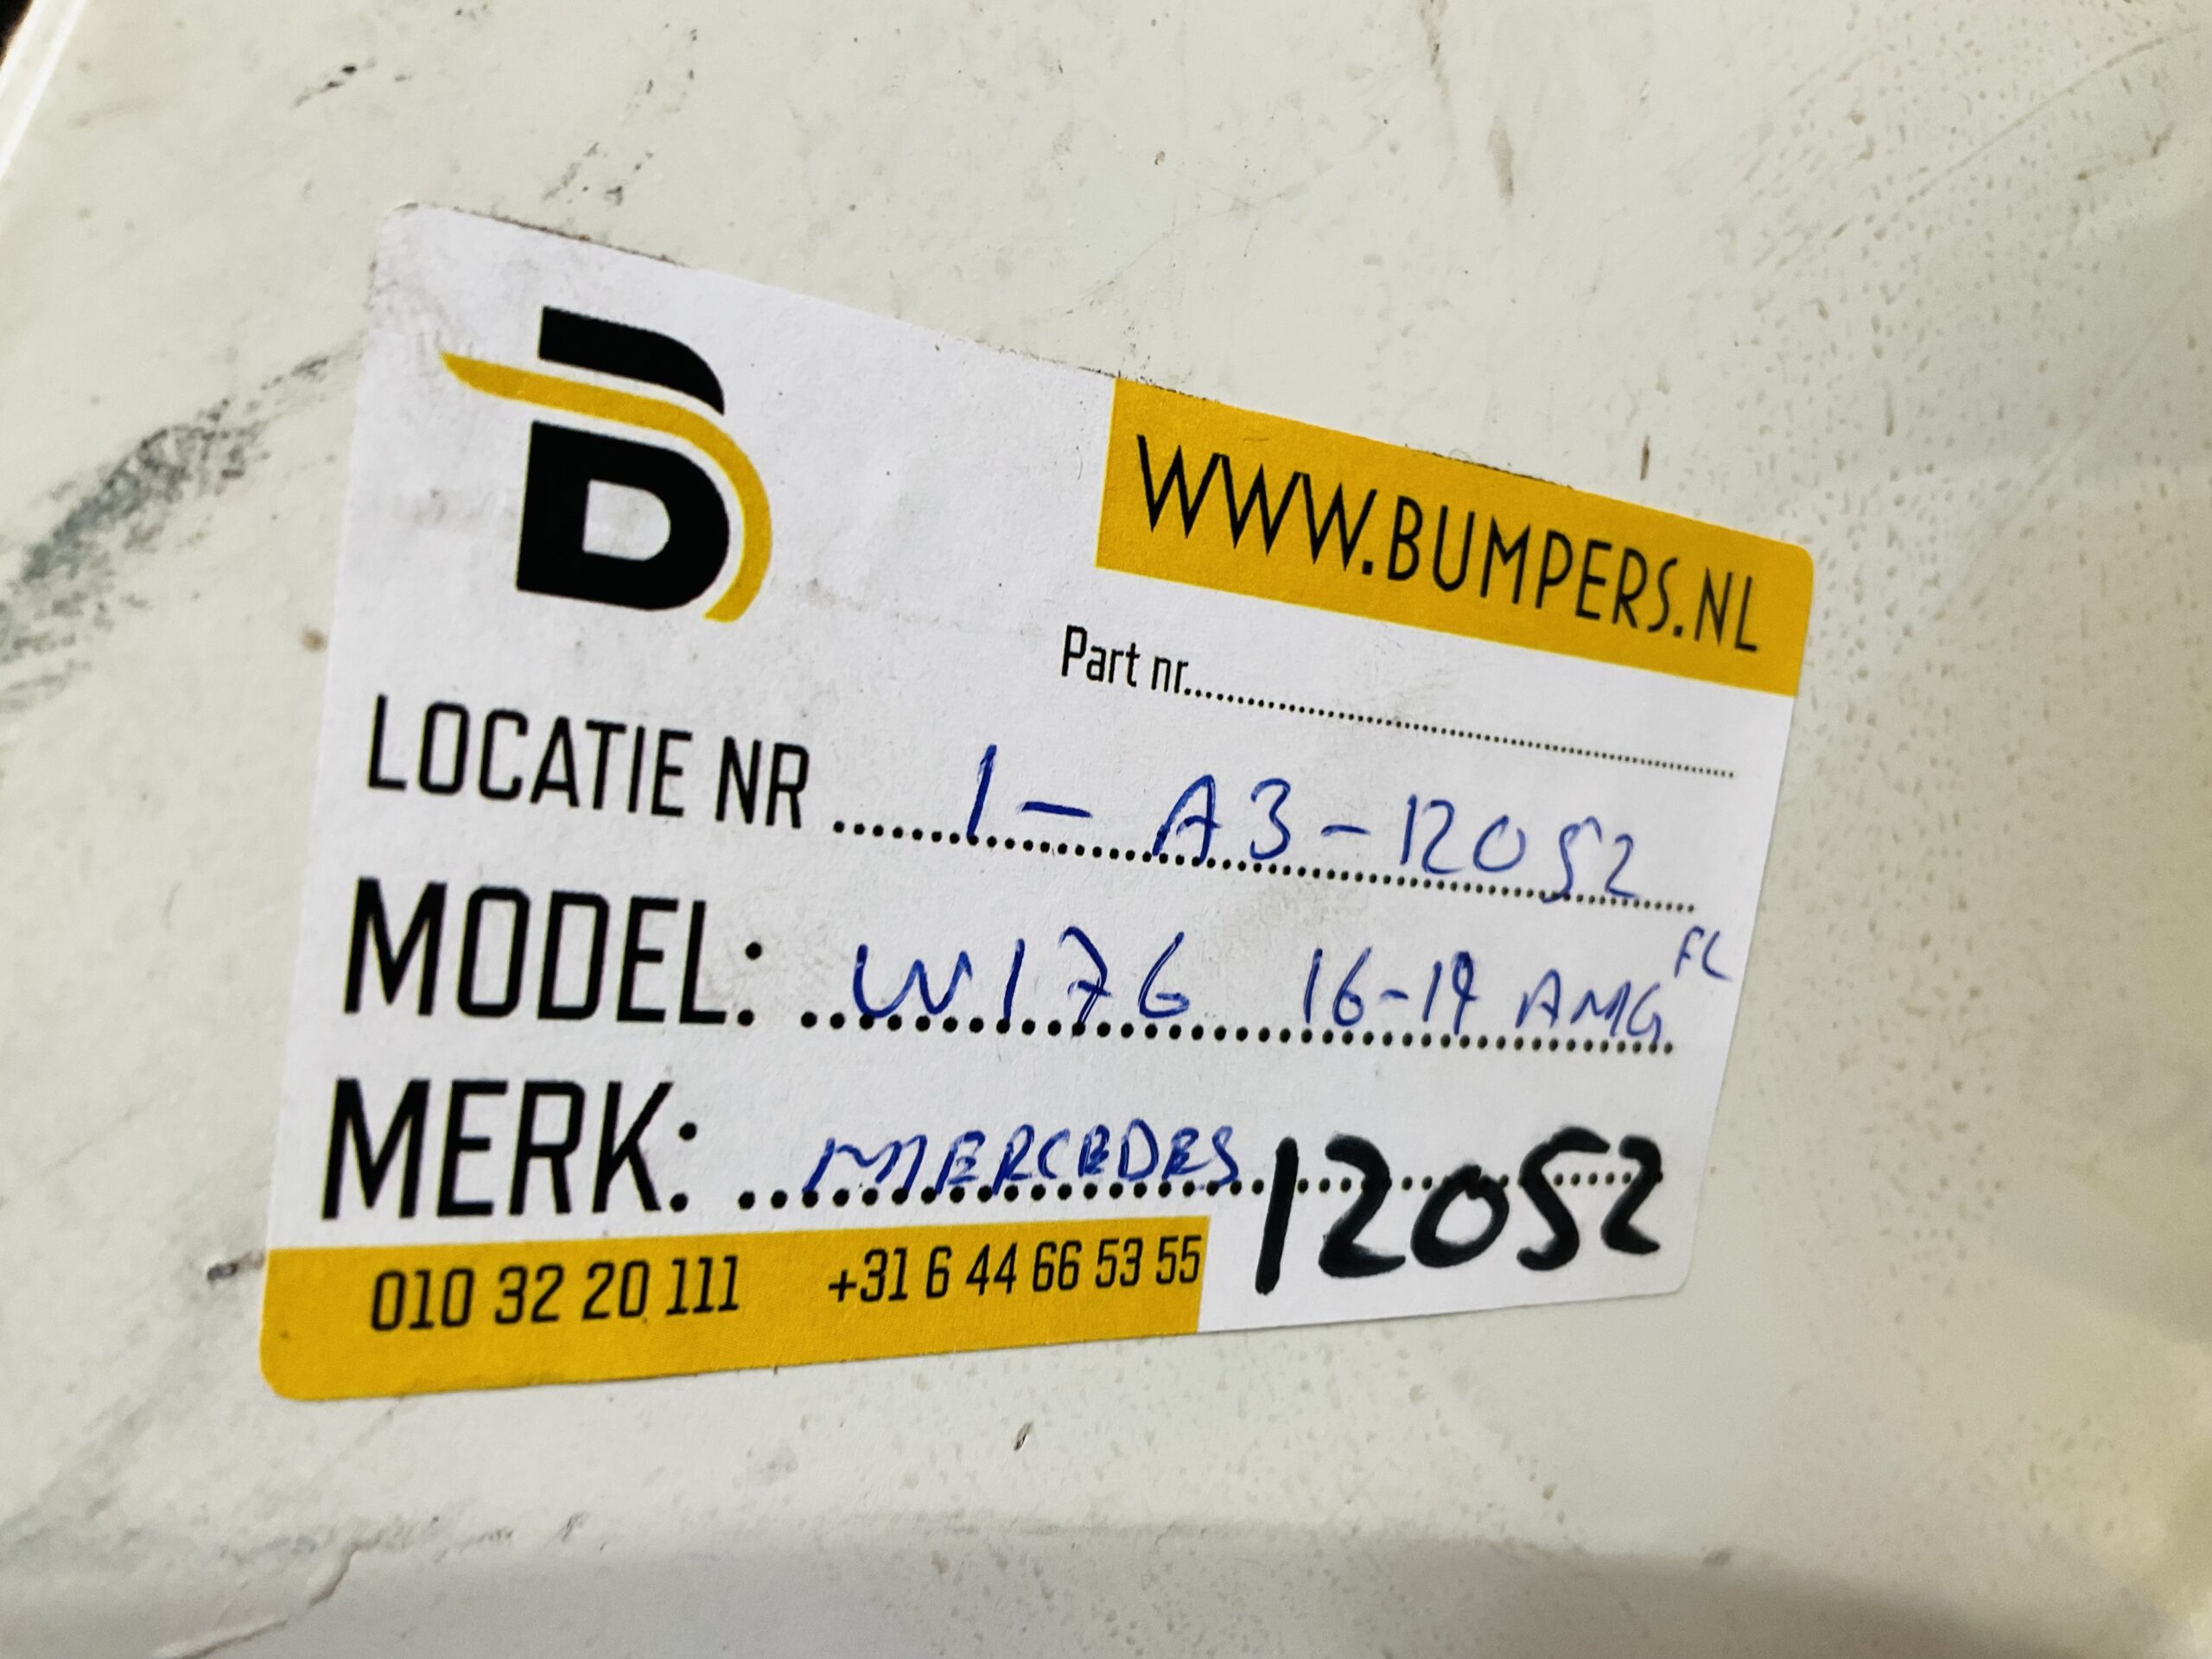 WWW.BUMPERS.NL
Part nr...............
LOCATIE NR ....... 1 - A3 - 12052
MODEL: W176 16-19 AMG FL
MERK: MERCEDES 12052
010 32 20 111 +31 6 44 66 53 55